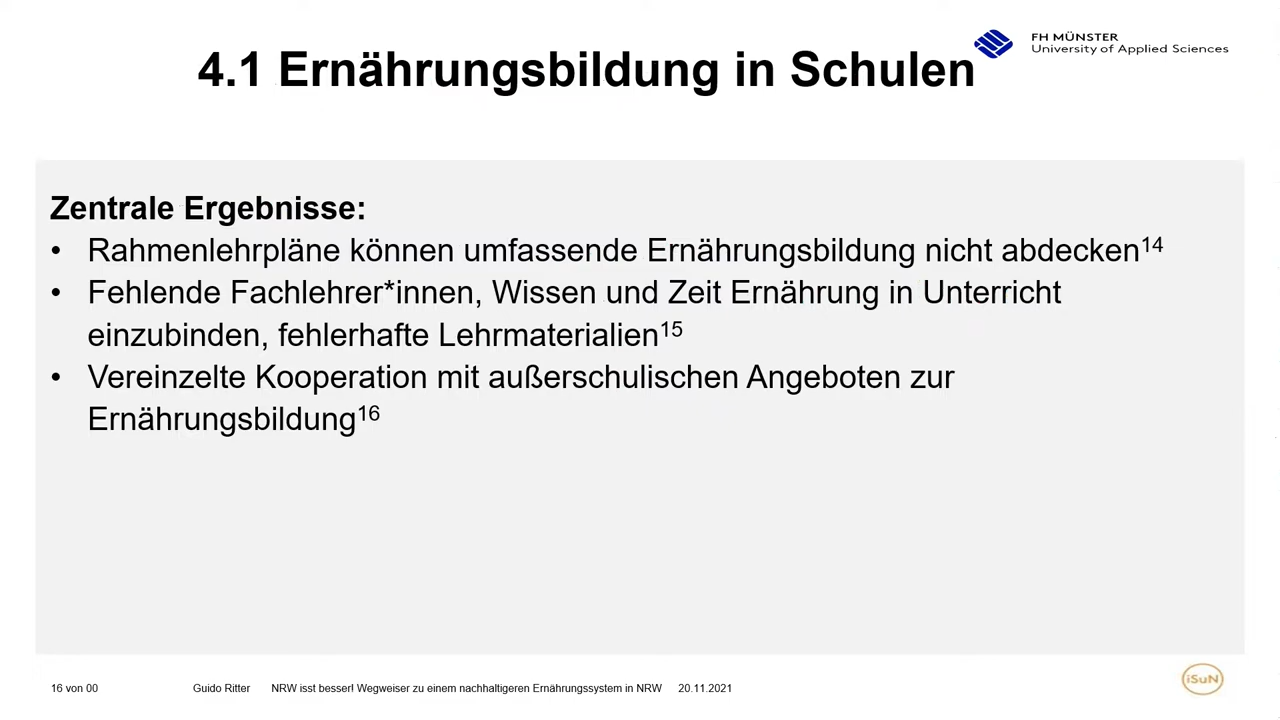 4.1 Ernährungsbildung in Schulen
FH MÜNSTER
University of Applied Sciences
Zentrale Ergebnisse:
• Rahmenlehrpläne können umfassende Ernährungsbildung nicht abdecken14
• Fehlende Fachlehrer*innen, Wissen und Zeit Ernährung in Unterricht
einzubinden, fehlerhafte Lehrmaterialien15
• Vereinzelte Kooperation mit außerschulischen Angeboten zur
Ernährungsbildung16
16 von 00 Guido Ritter NRW isst besser! Wegweiser zu einem nachhaltigeren Ernährungssystem in NRW 20.11.2021
iSuN